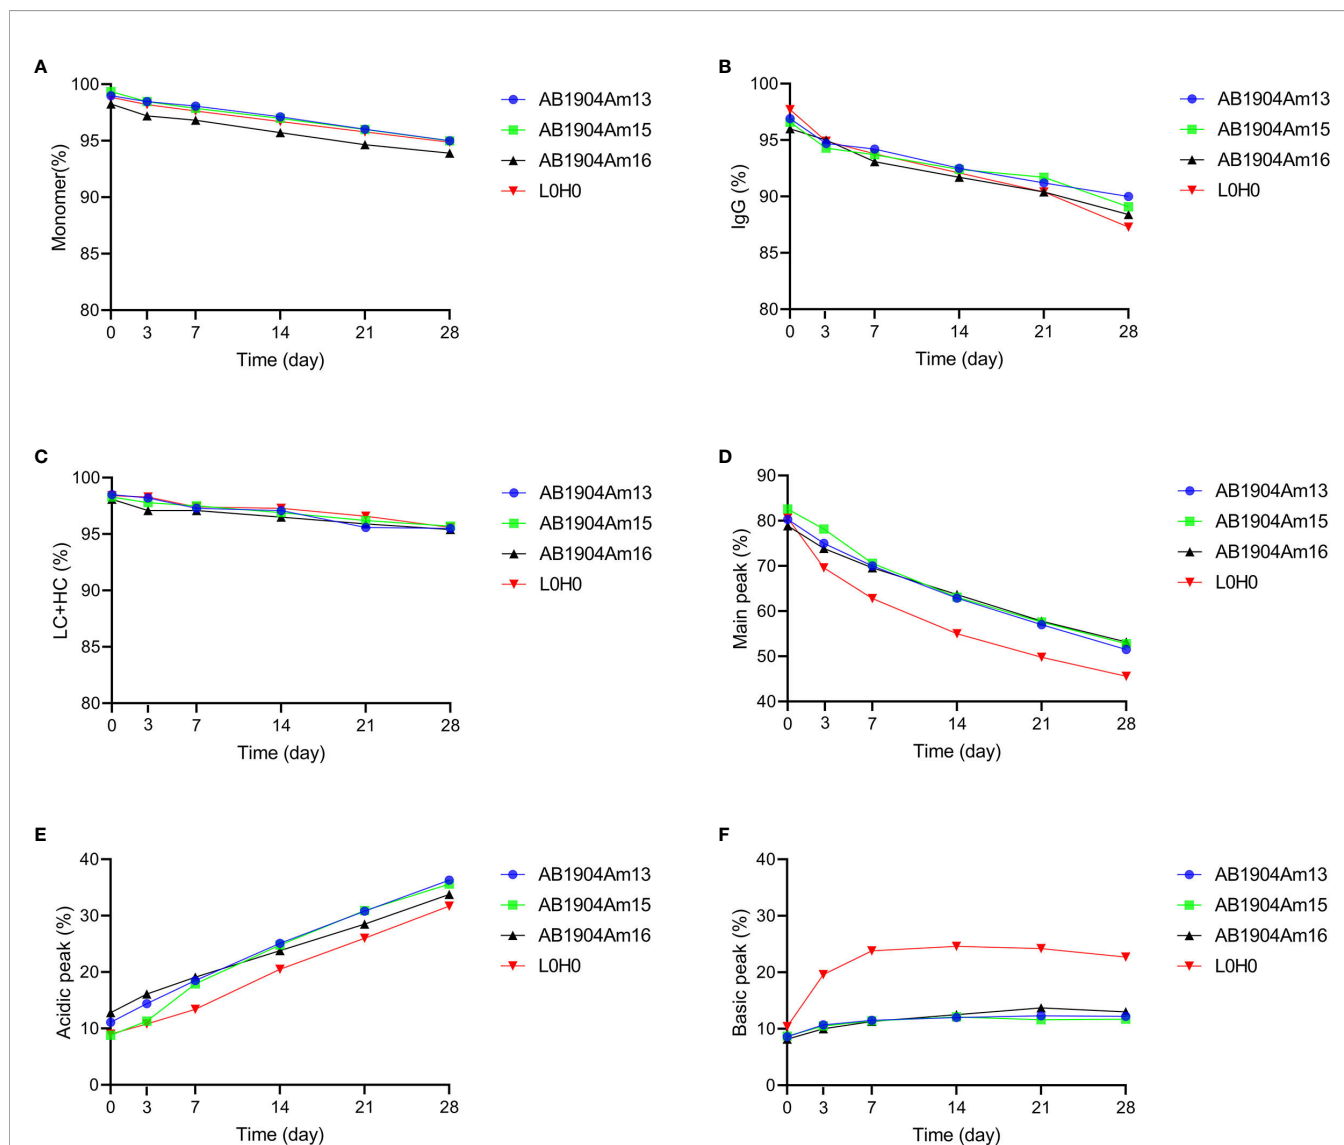 A
Monomer(%)
100
95
90
85
80
0 3 7 14 21 28
Time (day)
AB1904Am13
AB1904Am15
AB1904Am16
L0H0
B
IgG (%)
100
95
90
85
80
0 3 7 14 21 28
Time (day)
AB1904Am13
AB1904Am15
AB1904Am16
L0H0
C
LC+HC (%)
100
95
90
85
80
0 3 7 14 21 28
Time (day)
AB1904Am13
AB1904Am15
AB1904Am16
L0H0
D
Main peak (%)
90
80
70
60
50
40
0 3 7 14 21 28
Time (day)
AB1904Am13
AB1904Am15
AB1904Am16
L0H0
E
Acidic peak (%)
40
30
20
10
0
0 3 7 14 21 28
Time (day)
AB1904Am13
AB1904Am15
AB1904Am16
L0H0
F
Basic peak (%)
40
30
20
10
0
0 3 7 14 21 28
Time (day)
AB1904Am13
AB1904Am15
AB1904Am16
L0H0